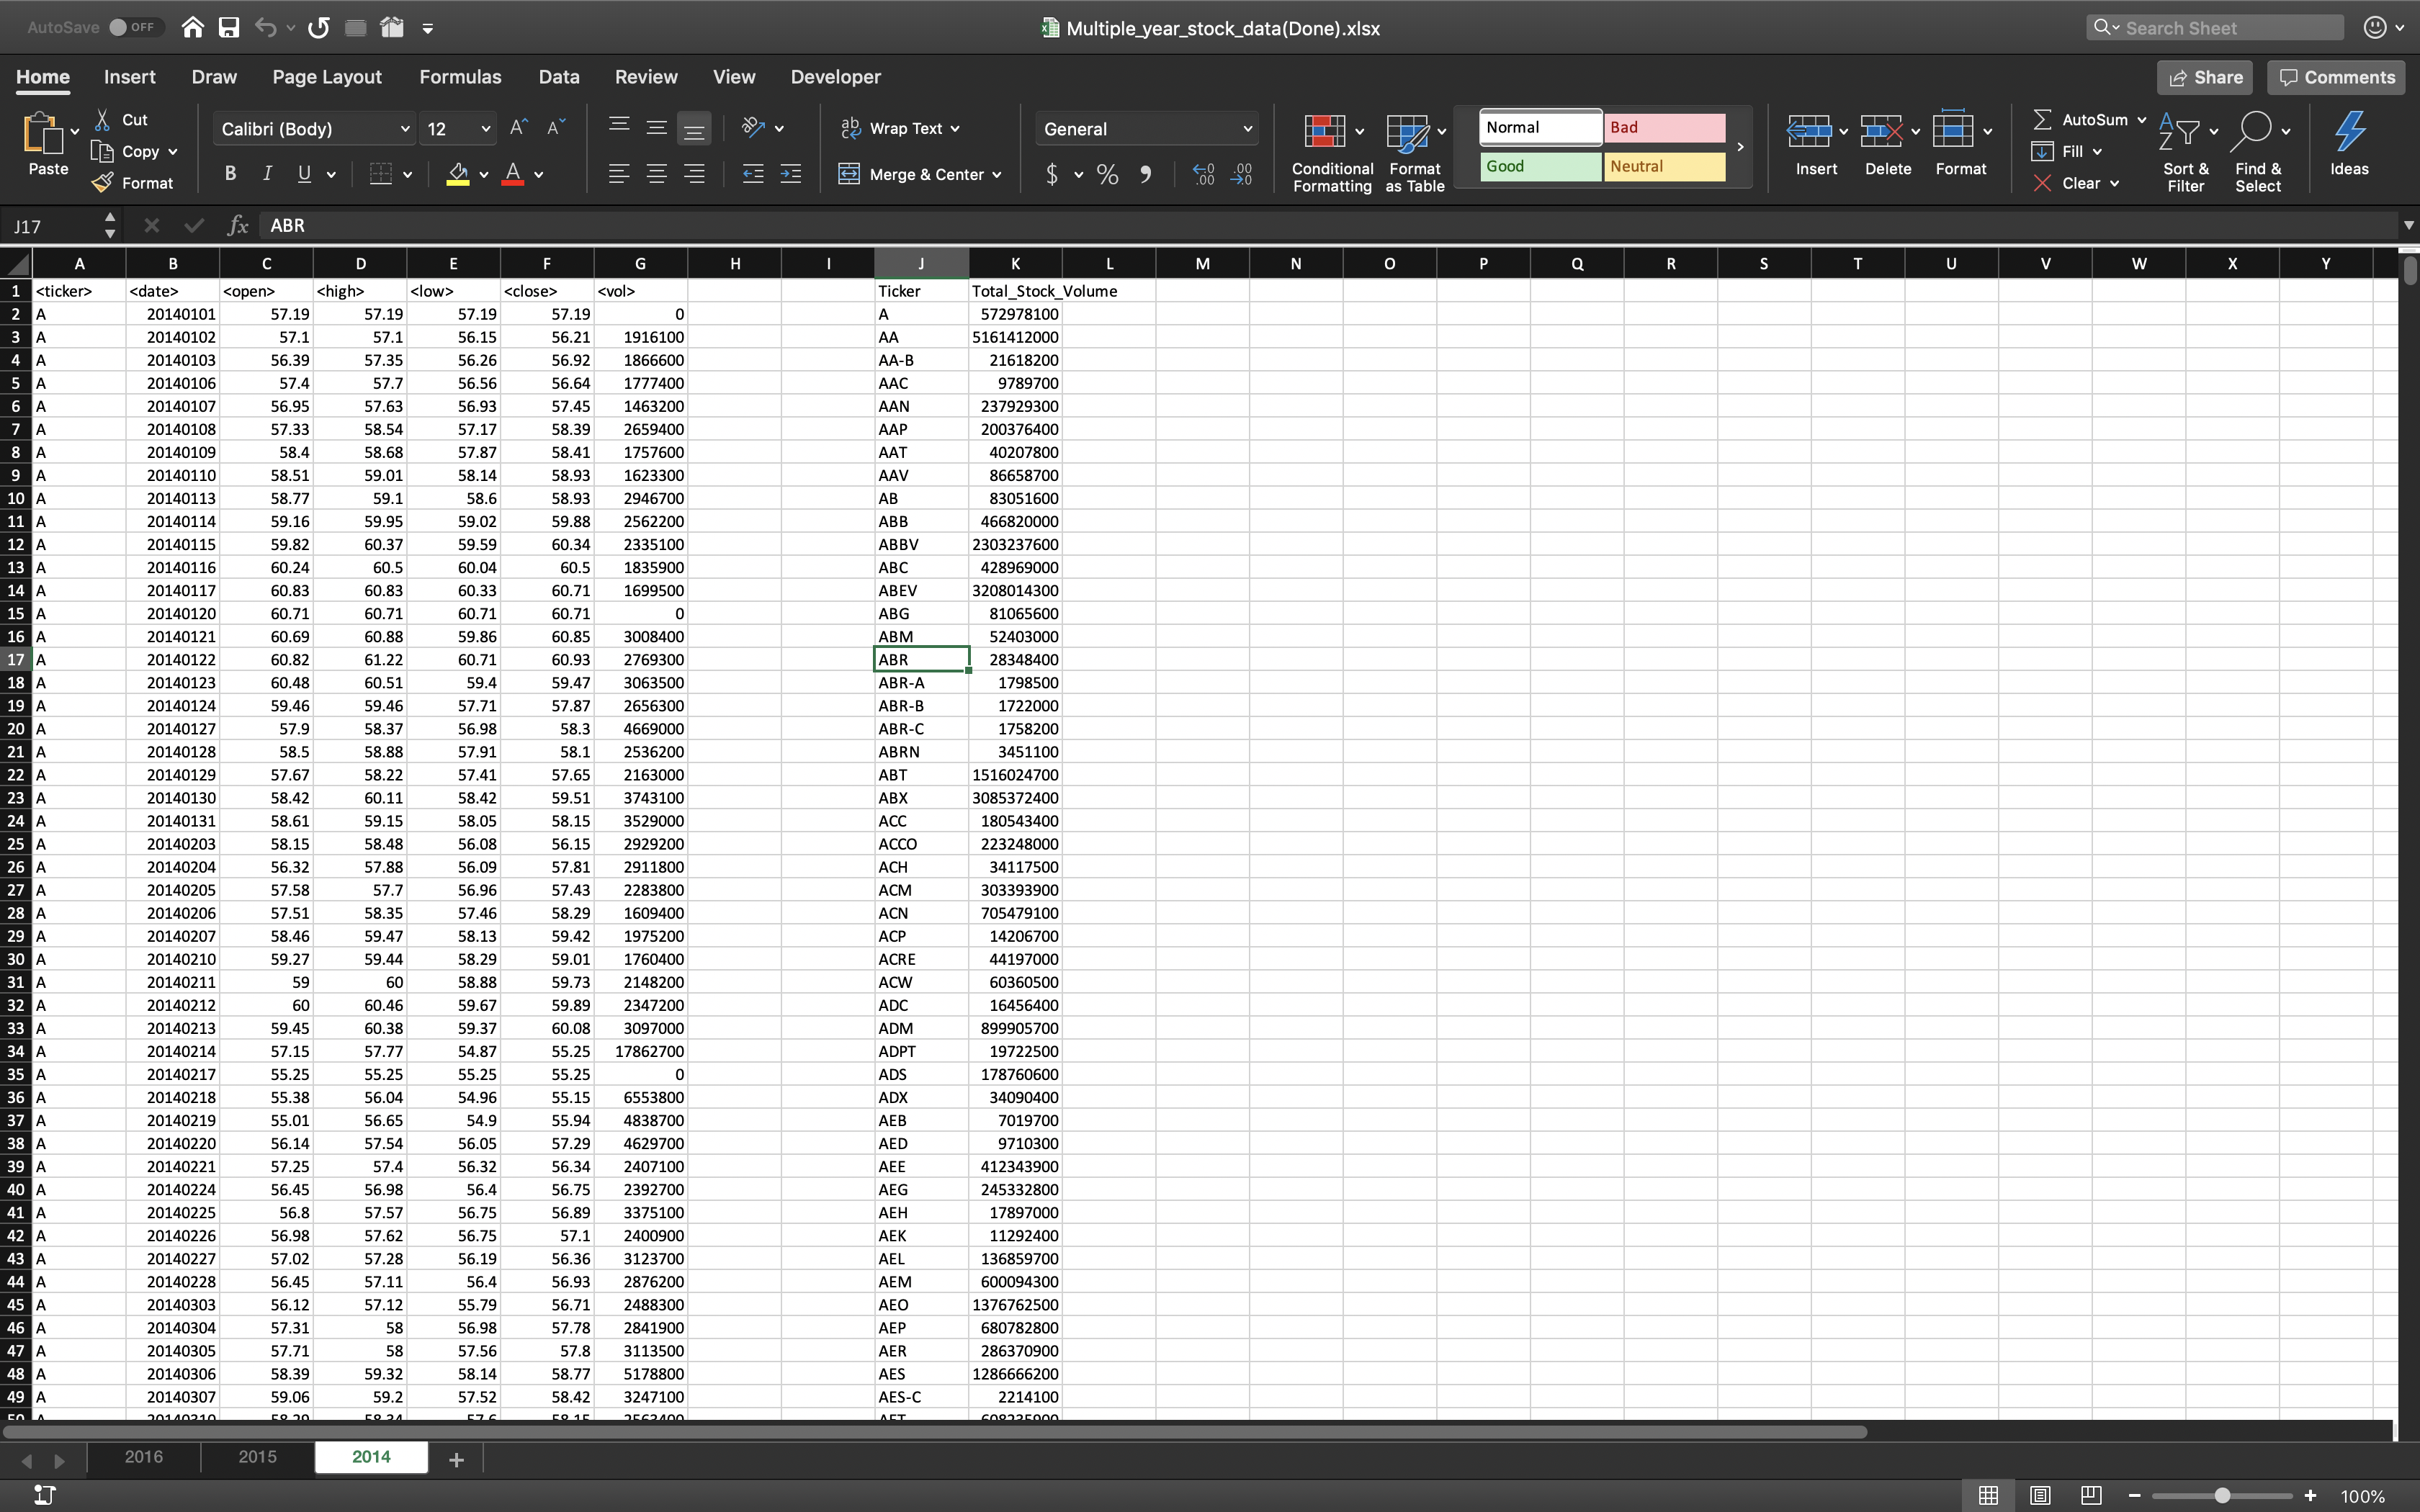 AutoSave OFF Multiple_year_stock_data(Done).xlsx Search Sheet
Home Insert Draw Page Layout Formulas Data Review View Developer Share Comments
Paste Cut Copy Format
Calibri (Body) 12
B I U A
Wrap Text
Merge & Center
General
$ %
Conditional Formatting
Format as Table
Normal Bad
Good Neutral
Insert Delete Format
AutoSum
Fill
Clear
Sort & Filter
Find & Select
Ideas
J17 fx ABR
A B C D E F G H I J K L M N O P Q R S T U V W X Y
1 <ticker> <date> <open> <high> <low> <close> <vol> Ticker Total_Stock_Volume
2 A 20140101 57.19 57.19 57.19 57.19 0 A 572978100
3 A 20140102 57.1 57.1 56.15 56.21 1916100 AA 5161412000
4 A 20140103 56.39 57.35 56.26 56.92 1866600 AA-B 21618200
5 A 20140106 57.4 57.7 56.56 56.64 1777400 AAC 9789700
6 A 20140107 56.95 57.63 56.93 57.45 1463200 AAN 237929300
7 A 20140108 57.33 58.54 57.17 58.39 2659400 AAP 200376400
8 A 20140109 58.4 58.68 57.87 58.41 1757600 AAT 40207800
9 A 20140110 58.51 59.01 58.14 58.93 1623300 AAV 86658700
10 A 20140113 58.77 59.1 58.6 58.93 2946700 AB 83051600
11 A 20140114 59.16 59.95 59.02 59.88 2562200 ABB 466820000
12 A 20140115 59.82 60.37 59.59 60.34 2335100 ABBV 2303237600
13 A 20140116 60.24 60.5 60.04 60.5 1835900 ABC 428969000
14 A 20140117 60.83 60.83 60.33 60.71 1699500 ABEV 3208014300
15 A 20140120 60.71 60.71 60.71 60.71 0 ABG 81065600
16 A 20140121 60.69 60.88 59.86 60.85 3008400 ABM 52403000
17 A 20140122 60.82 61.22 60.71 60.93 2769300 ABR 28348400
18 A 20140123 60.48 60.51 59.4 59.47 3063500 ABR-A 1798500
19 A 20140124 59.46 59.46 57.71 57.87 2656300 ABR-B 1722000
20 A 20140127 57.9 58.37 56.98 58.3 4669000 ABR-C 1758200
21 A 20140128 58.5 58.88 57.91 58.1 2536200 ABRN 3451100
22 A 20140129 57.67 58.22 57.41 57.65 2163000 ABT 1516024700
23 A 20140130 58.42 60.11 58.42 59.51 3743100 ABX 3085372400
24 A 20140131 58.61 59.15 58.05 58.15 3529000 ACC 180543400
25 A 20140203 58.15 58.48 56.08 56.15 2929200 ACCO 223248000
26 A 20140204 56.32 57.88 56.09 57.81 2911800 ACH 34117500
27 A 20140205 57.58 57.7 56.96 57.43 2283800 ACM 303393900
28 A 20140206 57.51 58.35 57.46 58.29 1609400 ACN 705479100
29 A 20140207 58.46 59.47 58.13 59.42 1975200 ACP 14206700
30 A 20140210 59.27 59.44 58.29 59.01 1760400 ACRE 44197000
31 A 20140211 59 60 58.88 59.73 2148200 ACW 60360500
32 A 20140212 60 60.46 59.67 59.89 2347200 ADC 16456400
33 A 20140213 59.45 60.38 59.37 60.08 3097000 ADM 899905700
34 A 20140214 57.15 57.77 54.87 55.25 17862700 ADPT 19722500
35 A 20140217 55.25 55.25 55.25 55.25 0 ADS 178760600
36 A 20140218 55.38 56.04 54.96 55.15 6553800 ADX 34090400
37 A 20140219 55.01 56.65 54.9 55.94 4838700 AEB 7019700
38 A 20140220 56.14 57.54 56.05 57.29 4629700 AED 9710300
39 A 20140221 57.25 57.4 56.32 56.34 2407100 AEE 412343900
40 A 20140224 56.45 56.98 56.4 56.75 2392700 AEG 245332800
41 A 20140225 56.8 57.57 56.75 56.89 3375100 AEH 17897000
42 A 20140226 56.98 57.62 56.75 57.1 2400900 AEK 11292400
43 A 20140227 57.02 57.28 56.19 56.36 3123700 AEL 136859700
44 A 20140228 56.45 57.11 56.4 56.93 2876200 AEM 600094300
45 A 20140303 56.12 57.12 55.79 56.71 2488300 AEO 1376762500
46 A 20140304 57.31 58 56.98 57.78 2841900 AEP 680782800
47 A 20140305 57.71 58 57.56 57.8 3113500 AER 286370900
48 A 20140306 58.39 59.32 58.14 58.77 5178800 AES 1286666200
49 A 20140307 59.06 59.2 57.52 58.42 3247100 AES-C 2214100
50 A 20140310
2016 2015 2014 +
100%